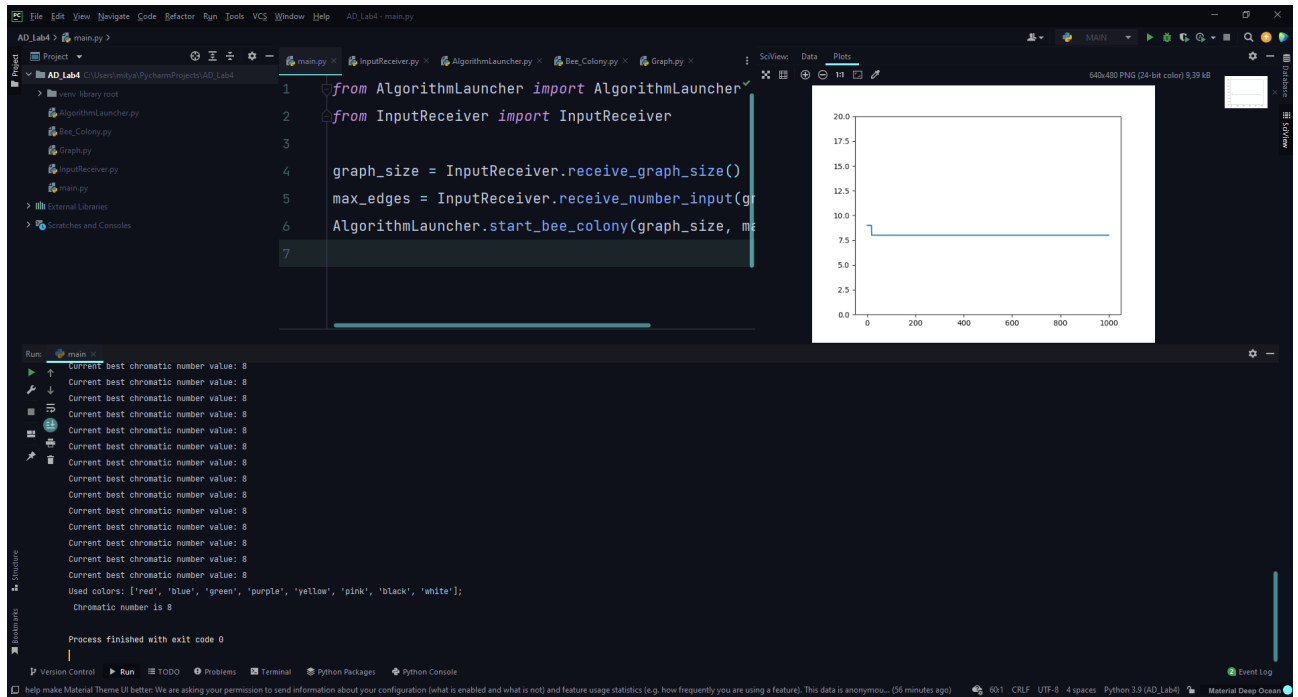 File Edit View Navigate Code Refactor Run Tools VCS Window Help AD_Lab4 - main.py
AD_Lab4 > main.py >
MAIN
Project
AD_Lab4 C:\Users\mitya\PycharmProjects\AD_Lab4
venv library root
AlgorithmLauncher.py
Bee_Colony.py
Graph.py
InputReceiver.py
main.py
External Libraries
Scratches and Consoles
main.py InputReceiver.py AlgorithmLauncher.py Bee_Colony.py Graph.py
1 from AlgorithmLauncher import AlgorithmLauncher
2 from InputReceiver import InputReceiver
3
4 graph_size = InputReceiver.receive_graph_size()
5 max_edges = InputReceiver.receive_number_input(gr
6 AlgorithmLauncher.start_bee_colony(graph_size, ma
7
SciView: Data Plots
1:1
640x480 PNG (24-bit color) 9,39 kB
20.0
17.5
15.0
12.5
10.0
7.5
5.0
2.5
0.0
0 200 400 600 800 1000
Database
SciView
Project
Run: main
Current best chromatic number value: 8
Current best chromatic number value: 8
Current best chromatic number value: 8
Current best chromatic number value: 8
Current best chromatic number value: 8
Current best chromatic number value: 8
Current best chromatic number value: 8
Current best chromatic number value: 8
Current best chromatic number value: 8
Current best chromatic number value: 8
Current best chromatic number value: 8
Current best chromatic number value: 8
Current best chromatic number value: 8
Current best chromatic number value: 8
Used colors: ['red', 'blue', 'green', 'purple', 'yellow', 'pink', 'black', 'white'];
Chromatic number is 8
Process finished with exit code 0
Structure
Bookmarks
Version Control Run TODO Problems Terminal Python Packages Python Console
2 Event Log
help make Material Theme UI better: We are asking your permission to send information about your configuration (what is enabled and what is not) and feature usage statistics (e.g. how frequently you are using a feature). This data is anonymou... (56 minutes ago) 60:1 CRLF UTF-8 4 spaces Python 3.9 (AD_Lab4) Material Deep Ocean